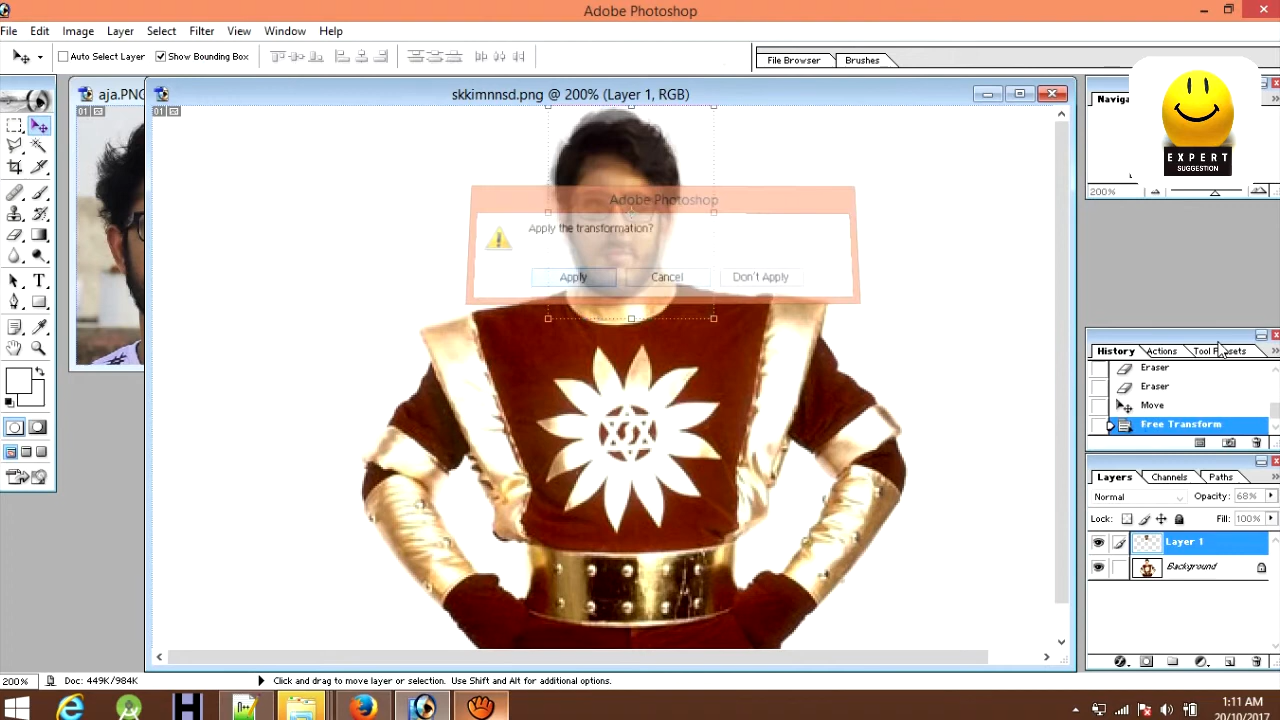 Adobe Photoshop
File Edit Image Layer Select Filter View Window Help
Auto Select Layer Show Bounding Box
File Browser Brushes
aja.PNG
skkimnnsd.png @ 200% (Layer 1, RGB)
01
01
200%
EXPERT
SUGGESTION
Adobe Photoshop
Apply the transformation?
Apply Cancel Don't Apply
History Actions
Eraser
Eraser
Move
Free Transform
Layers Channels Paths
Normal Opacity: 68%
Lock: Fill: 100%
Layer 1
Background
200% Doc: 449K/984K Click and drag to move layer or selection. Use Shift and Alt for additional options.
1:11 AM
20/10/2017